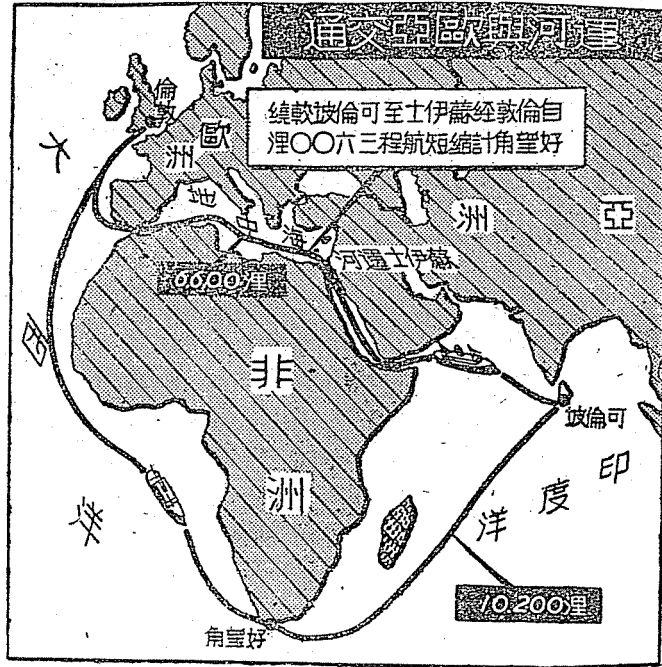 運河與歐亞交通
自倫敦經蘇伊士至可倫坡較繞
好望角計縮短航程三六〇〇浬
倫敦
歐洲
亞洲
地中海
蘇伊士運河
6600浬
大西洋
非洲
可倫坡
印度洋
10.200浬
好望角